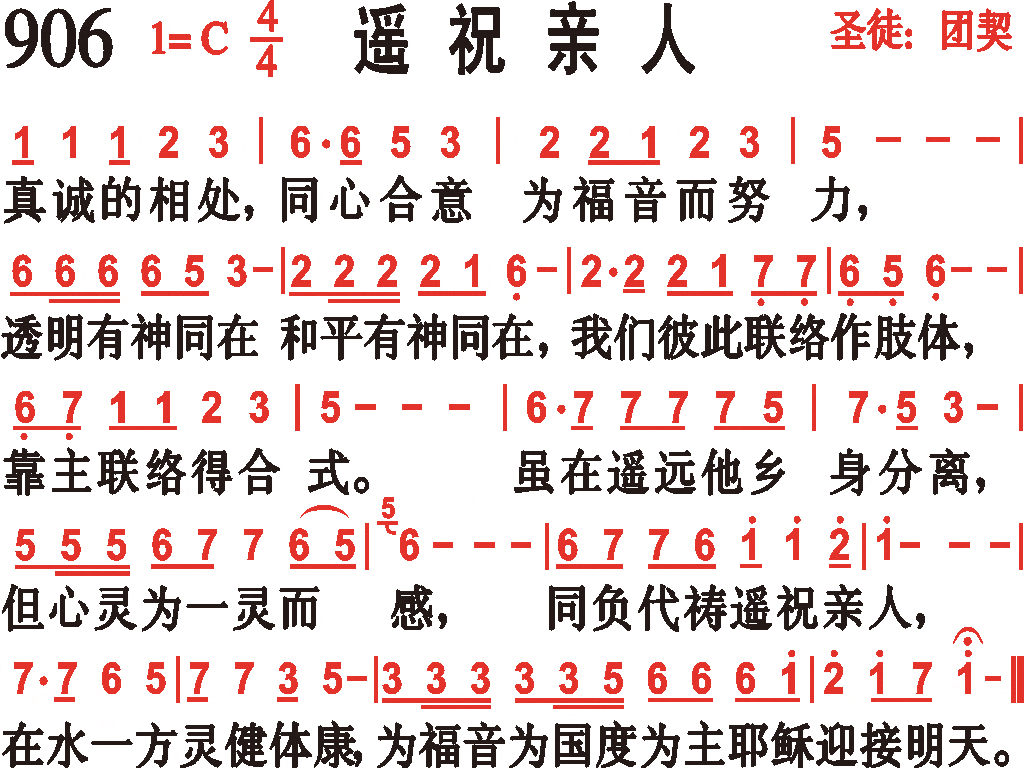 906 1=C 4/4 遥祝亲人 圣徒：团契
1 1 1 2 3 | 6·6 5 3 | 2 2 1 2 3 | 5 - - - |
真诚的相处，同心合意 为福音而努 力，
6 6 6 6 5 3- | 2 2 2 2 1 6- | 2·2 2 1 7 7 | 6 5 6-- |
透明有神同在 和平有神同在，我们彼此联络作肢体，
6 7 1 1 2 3 | 5 - - - | 6·7 7 7 7 5 | 7·5 3- |
靠主联络得合 式。 虽在遥远他乡 身分离，
5 5 5 6 7 7 6 5 | 5 6 - - - | 6 7 7 6 1 1 2 | 1- - - |
但心灵为一灵而 感， 同负代祷遥祝亲人，
7·7 6 5 | 7 7 3 5- | 3 3 3 3 3 5 6 6 6 1 | 2 1 7 1-
在水一方灵健体康，为福音为国度为主耶稣迎接明天。